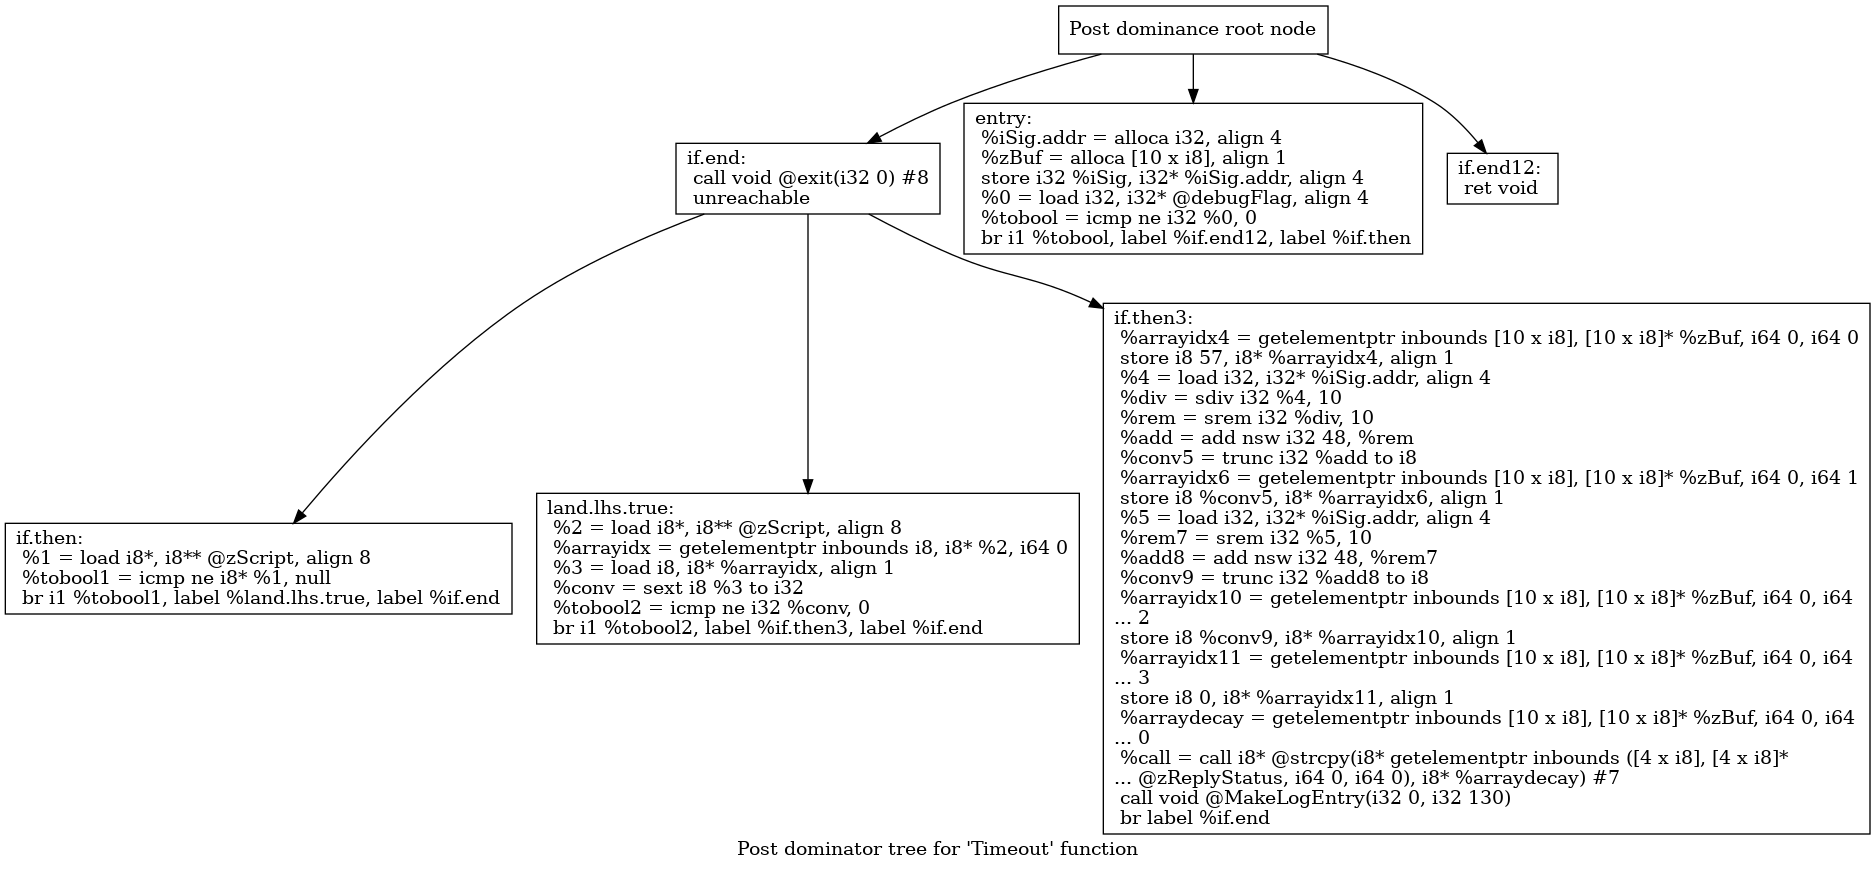 Post dominance root node
if.end:
call void @exit(i32 0) #8
unreachable
entry:
%iSig.addr = alloca i32, align 4
%zBuf = alloca [10 x i8], align 1
store i32 %iSig, i32* %iSig.addr, align 4
%0 = load i32, i32* @debugFlag, align 4
%tobool = icmp ne i32 %0, 0
br i1 %tobool, label %if.end12, label %if.then
if.end12:
ret void
if.then:
%1 = load i8*, i8** @zScript, align 8
%tobool1 = icmp ne i8* %1, null
br i1 %tobool1, label %land.lhs.true, label %if.end
land.lhs.true:
%2 = load i8*, i8** @zScript, align 8
%arrayidx = getelementptr inbounds i8, i8* %2, i64 0
%3 = load i8, i8* %arrayidx, align 1
%conv = sext i8 %3 to i32
%tobool2 = icmp ne i32 %conv, 0
br i1 %tobool2, label %if.then3, label %if.end
if.then3:
%arrayidx4 = getelementptr inbounds [10 x i8], [10 x i8]* %zBuf, i64 0, i64 0
store i8 57, i8* %arrayidx4, align 1
%4 = load i32, i32* %iSig.addr, align 4
%div = sdiv i32 %4, 10
%rem = srem i32 %div, 10
%add = add nsw i32 48, %rem
%conv5 = trunc i32 %add to i8
%arrayidx6 = getelementptr inbounds [10 x i8], [10 x i8]* %zBuf, i64 0, i64 1
store i8 %conv5, i8* %arrayidx6, align 1
%5 = load i32, i32* %iSig.addr, align 4
%rem7 = srem i32 %5, 10
%add8 = add nsw i32 48, %rem7
%conv9 = trunc i32 %add8 to i8
%arrayidx10 = getelementptr inbounds [10 x i8], [10 x i8]* %zBuf, i64 0, i64
... 2
store i8 %conv9, i8* %arrayidx10, align 1
%arrayidx11 = getelementptr inbounds [10 x i8], [10 x i8]* %zBuf, i64 0, i64
... 3
store i8 0, i8* %arrayidx11, align 1
%arraydecay = getelementptr inbounds [10 x i8], [10 x i8]* %zBuf, i64 0, i64
... 0
%call = call i8* @strcpy(i8* getelementptr inbounds ([4 x i8], [4 x i8]*
... @zReplyStatus, i64 0, i64 0), i8* %arraydecay) #7
call void @MakeLogEntry(i32 0, i32 130)
br label %if.end
Post dominator tree for 'Timeout' function